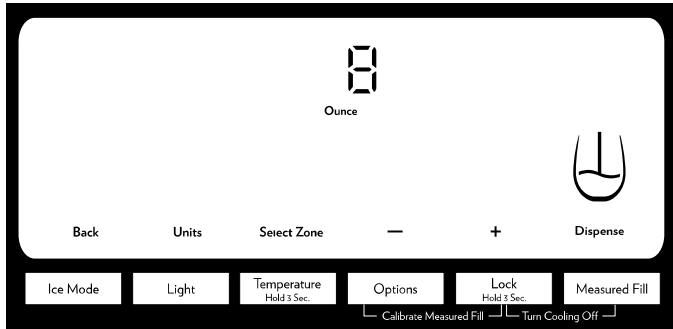 8
Ounce
Back Units Select Zone — + Dispense
Ice Mode Light Temperature Options Lock Measured Fill
Hold 3 Sec. Hold 3 Sec.
Calibrate Measured Fill Turn Cooling Off